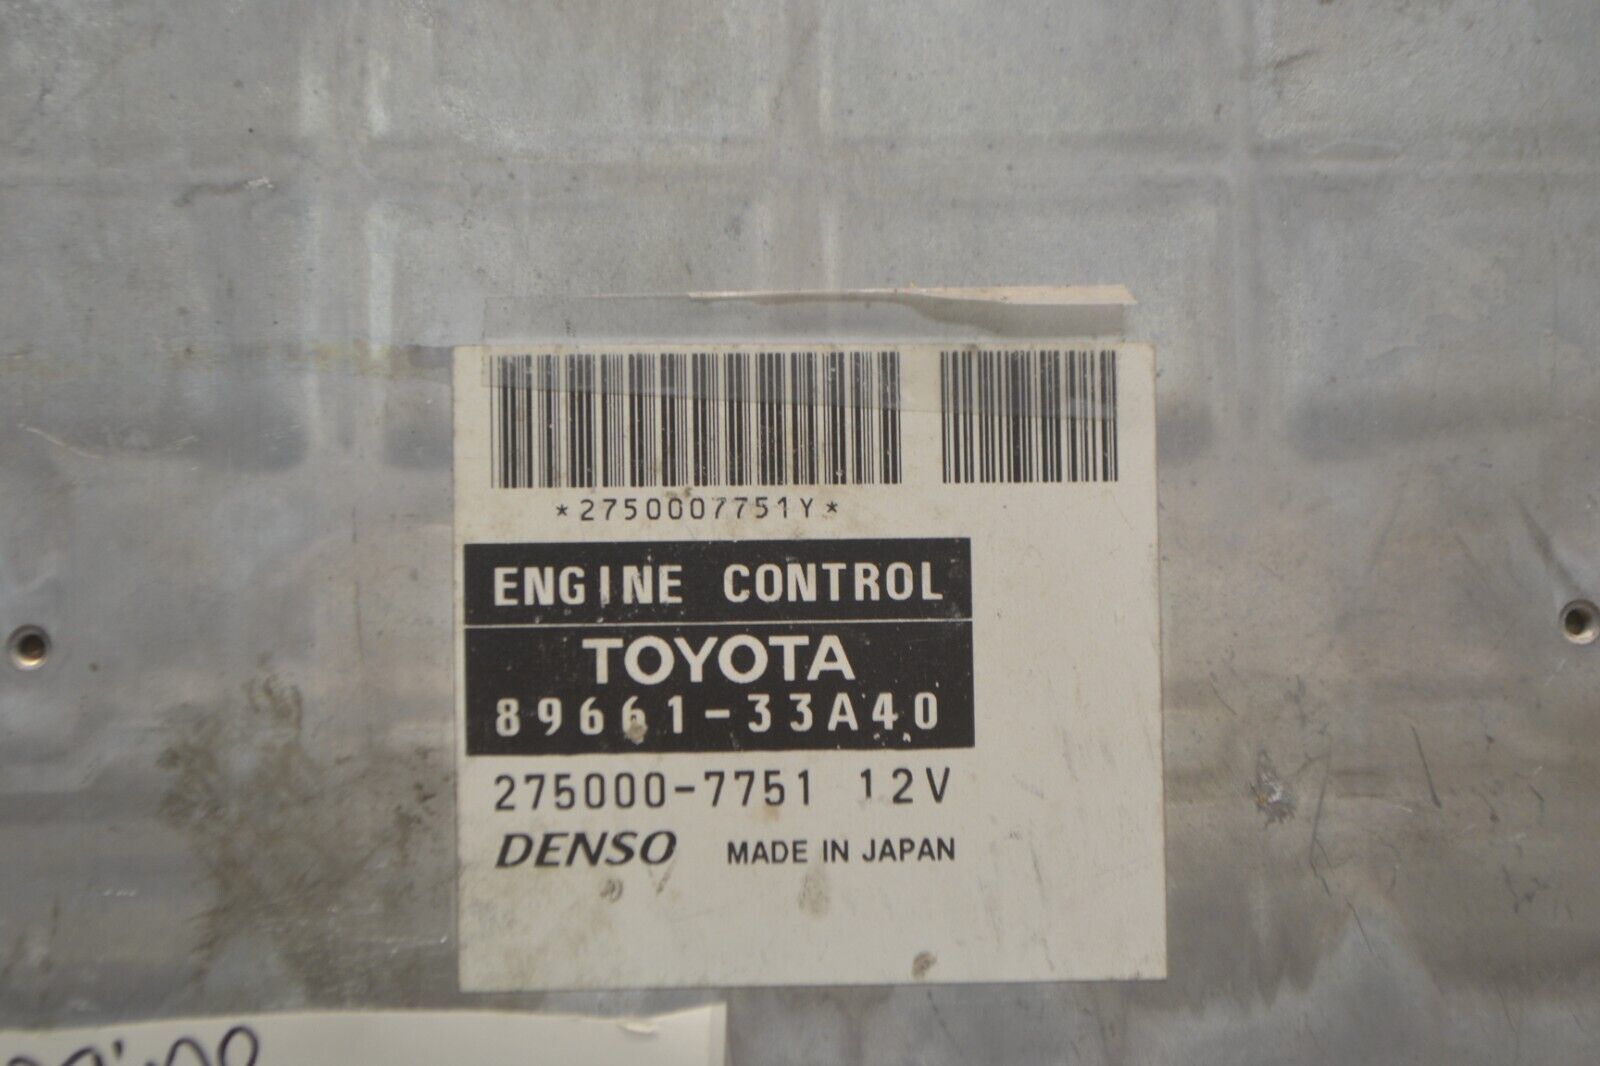 *2750007751Y*
ENGINE CONTROL
TOYOTA
89661-33A40
275000-7751 12V
DENSO MADE IN JAPAN